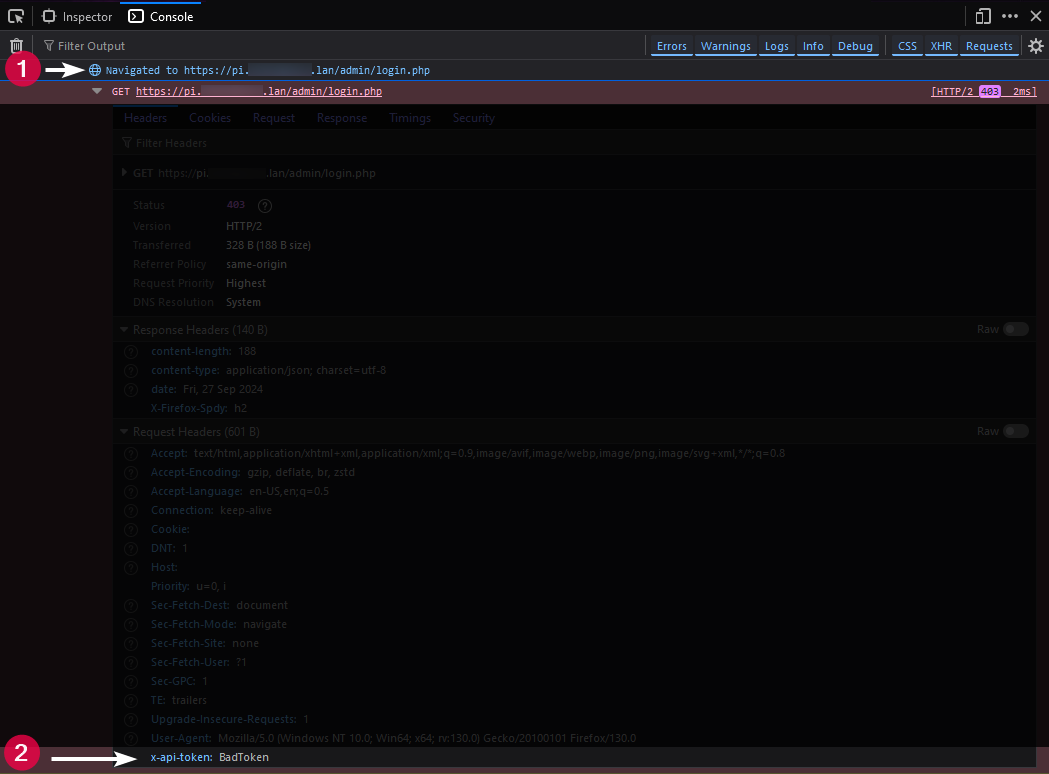 Inspector Console
Filter Output Errors Warnings Logs Info Debug CSS XHR Requests
1 Navigated to https://pi. .lan/admin/login.php
GET https://pi. .lan/admin/login.php [HTTP/2 403 2ms]
Headers Cookies Request Response Timings Security
Filter Headers
GET https://pi. .lan/admin/login.php
Status 403 ?
Version HTTP/2
Transferred 328 B (188 B size)
Referrer Policy same-origin
Request Priority Highest
DNS Resolution System
Response Headers (140 B) Raw
? content-length: 188
? content-type: application/json; charset=utf-8
? date: Fri, 27 Sep 2024
X-Firefox-Spdy: h2
Request Headers (601 B) Raw
? Accept: text/html,application/xhtml+xml,application/xml;q=0.9,image/avif,image/webp,image/png,image/svg+xml,*/*;q=0.8
? Accept-Encoding: gzip, deflate, br, zstd
? Accept-Language: en-US,en;q=0.5
? Connection: keep-alive
? Cookie:
? DNT: 1
? Host:
Priority: u=0, i
? Sec-Fetch-Dest: document
? Sec-Fetch-Mode: navigate
? Sec-Fetch-Site: none
? Sec-Fetch-User: ?1
? Sec-GPC: 1
? TE: trailers
? Upgrade-Insecure-Requests: 1
? User-Agent: Mozilla/5.0 (Windows NT 10.0; Win64; x64; rv:130.0) Gecko/20100101 Firefox/130.0
2 x-api-token: BadToken